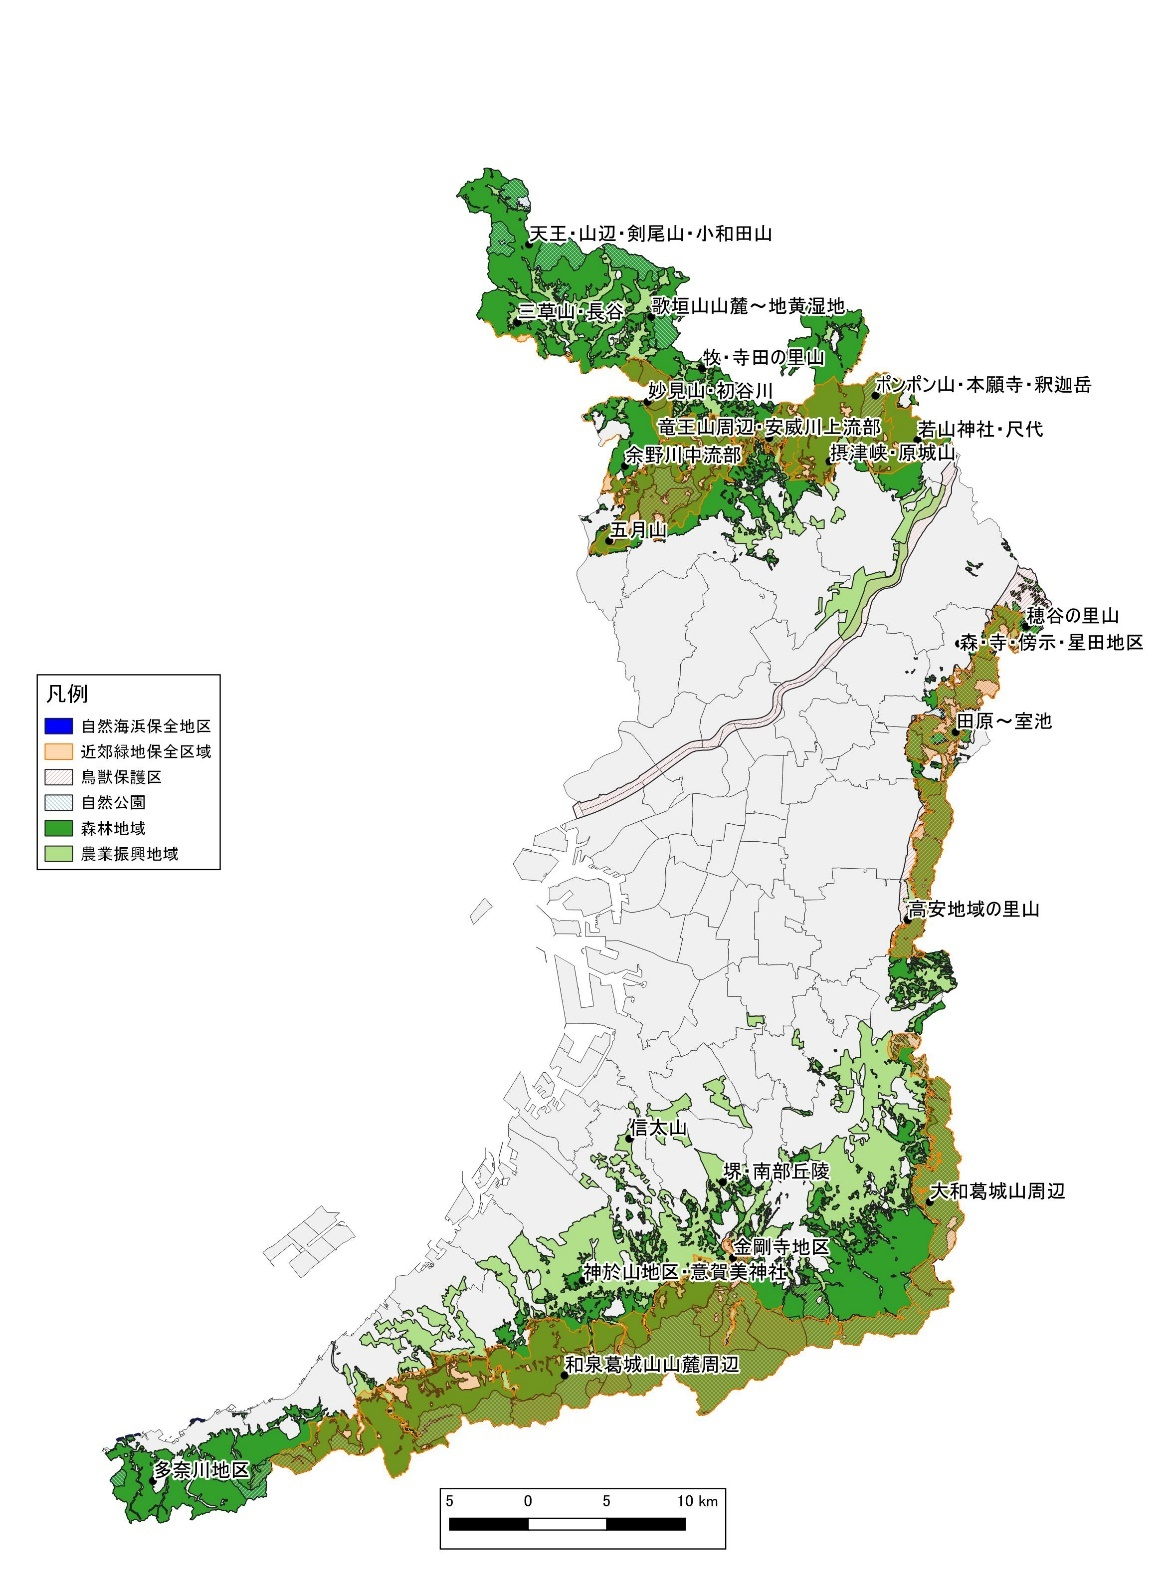 天王・山辺・剣尾山・小和田山
三草山・長谷
歌垣山山麓～地黄湿地
牧・寺田の里山
妙見山・初谷川
ポンポン山・本願寺・釈迦岳
竜王山周辺・安威川上流部
若山神社・尺代
余野川中流部
摂津峡・原城山
五月山
穂谷の里山
森・寺・傍示・星田地区
凡例
自然海浜保全地区
近郊緑地保全区域
鳥獣保護区
自然公園
森林地域
農業振興地域
田原～室池
高安地域の里山
信太山
堺・南部丘陵
大和葛城山周辺
金剛寺地区
神於山地区・意賀美神社
和泉葛城山山麓周辺
多奈川地区
5 0 5 10 km